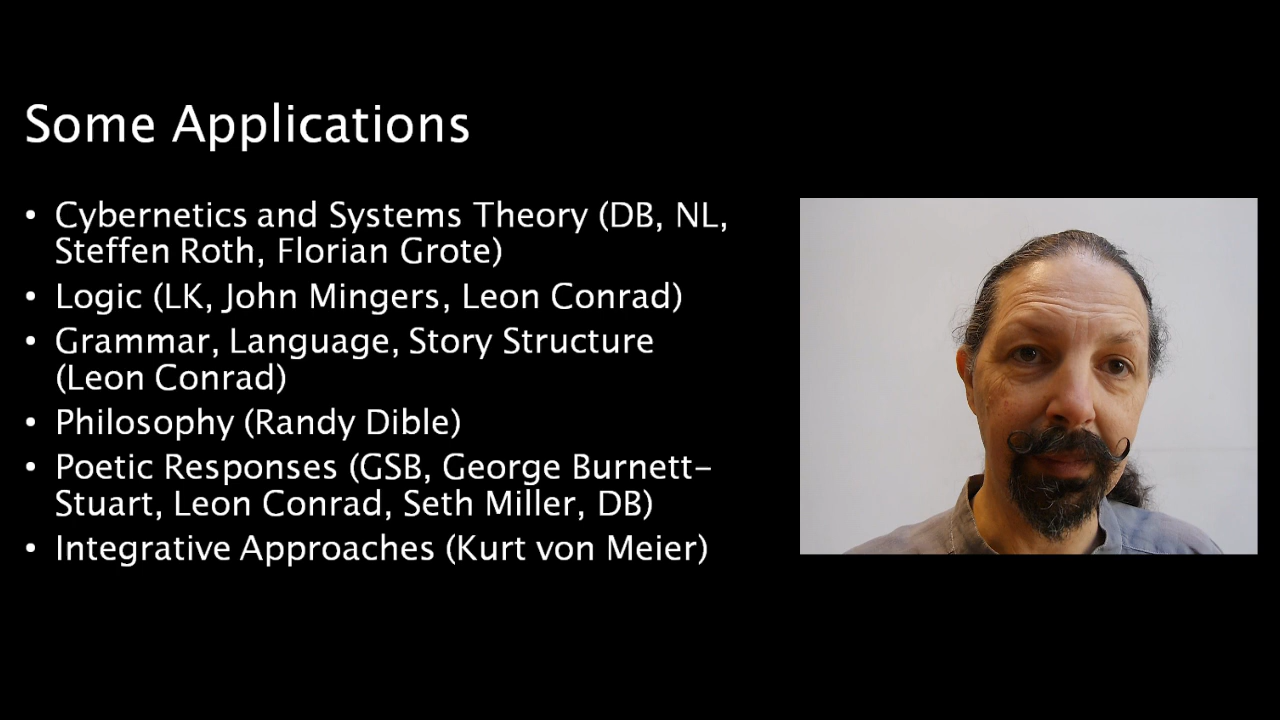 Some Applications
• Cybernetics and Systems Theory (DB, NL,
Steffen Roth, Florian Grote)
• Logic (LK, John Mingers, Leon Conrad)
• Grammar, Language, Story Structure
(Leon Conrad)
• Philosophy (Randy Dible)
• Poetic Responses (GSB, George Burnett-
Stuart, Leon Conrad, Seth Miller, DB)
• Integrative Approaches (Kurt von Meier)